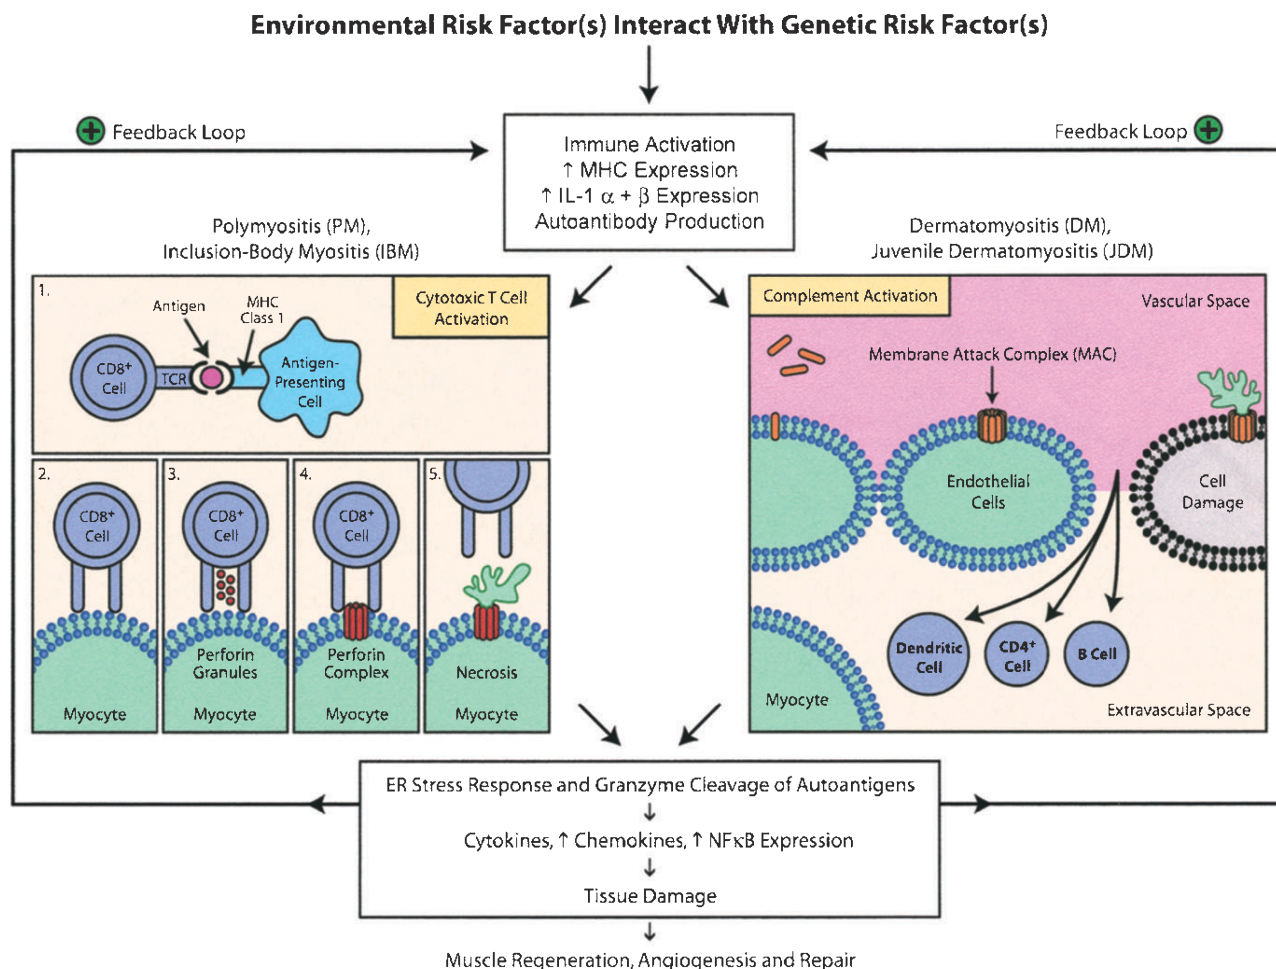 Environmental Risk Factor(s) Interact With Genetic Risk Factor(s)
Feedback Loop
Feedback Loop
Immune Activation
↑ MHC Expression
↑ IL-1 α + β Expression
Autoantibody Production
Polymyositis (PM),
Inclusion-Body Myositis (IBM)
Dermatomyositis (DM),
Juvenile Dermatomyositis (JDM)
1.
Cytotoxic T Cell
Activation
Antigen
MHC
Class 1
CD8+
Cell
TCR
Antigen-
Presenting
Cell
2.
CD8+
Cell
Myocyte
3.
CD8+
Cell
Perforin
Granules
Myocyte
4.
CD8+
Cell
Perforin
Complex
Myocyte
5.
Necrosis
Myocyte
Complement Activation
Vascular Space
Membrane Attack Complex (MAC)
Endothelial
Cells
Cell
Damage
Dendritic
Cell
CD4+
Cell
B Cell
Myocyte
Extravascular Space
ER Stress Response and Granzyme Cleavage of Autoantigens
↓
Cytokines, ↑ Chemokines, ↑ NFκB Expression
↓
Tissue Damage
↓
Muscle Regeneration, Angiogenesis and Repair